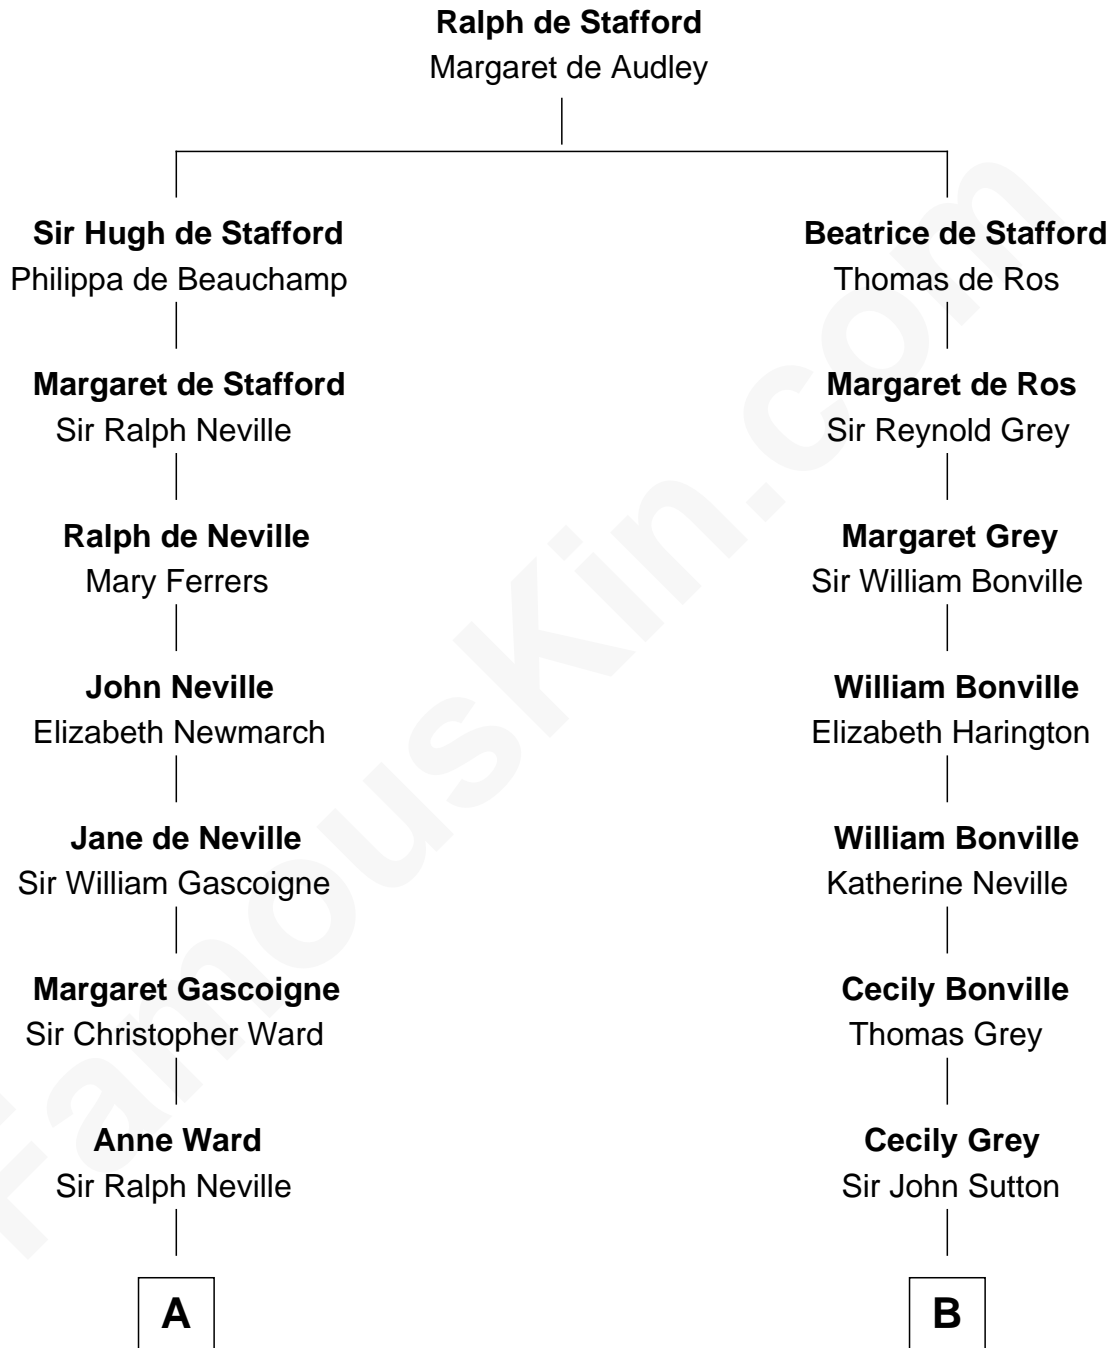 Ralph de Stafford
Margaret de Audley
Sir Hugh de Stafford
Philippa de Beauchamp
Margaret de Stafford
Sir Ralph Neville
Ralph de Neville
Mary Ferrers
John Neville
Elizabeth Newmarch
Jane de Neville
Sir William Gascoigne
Margaret Gascoigne
Sir Christopher Ward
Anne Ward
Sir Ralph Neville
A
Beatrice de Stafford
Thomas de Ros
Margaret de Ros
Sir Reynold Grey
Margaret Grey
Sir William Bonville
William Bonville
Elizabeth Harington
William Bonville
Katherine Neville
Cecily Bonville
Thomas Grey
Cecily Grey
Sir John Sutton
B
FamousKin.com